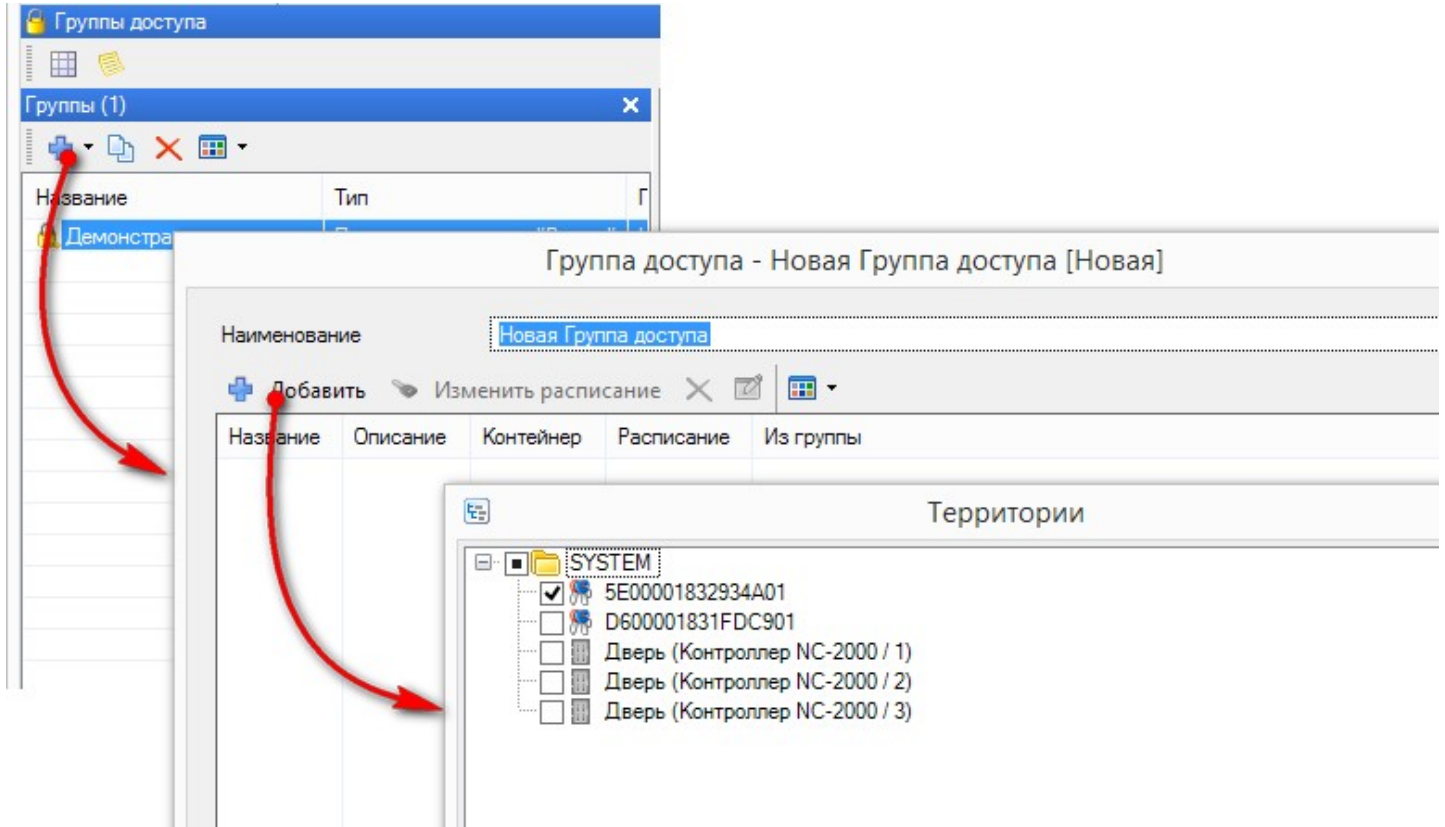 Группы доступа
Группы (1)
Название Тип
Демонстра
Группа доступа - Новая Группа доступа [Новая]
Наименование Новая Группа доступа
Добавить Изменить расписание
Название Описание Контейнер Расписание Из группы
Территории
SYSTEM
5E00001832934A01
D600001831FDC901
Дверь (Контроллер NC-2000 / 1)
Дверь (Контроллер NC-2000 / 2)
Дверь (Контроллер NC-2000 / 3)